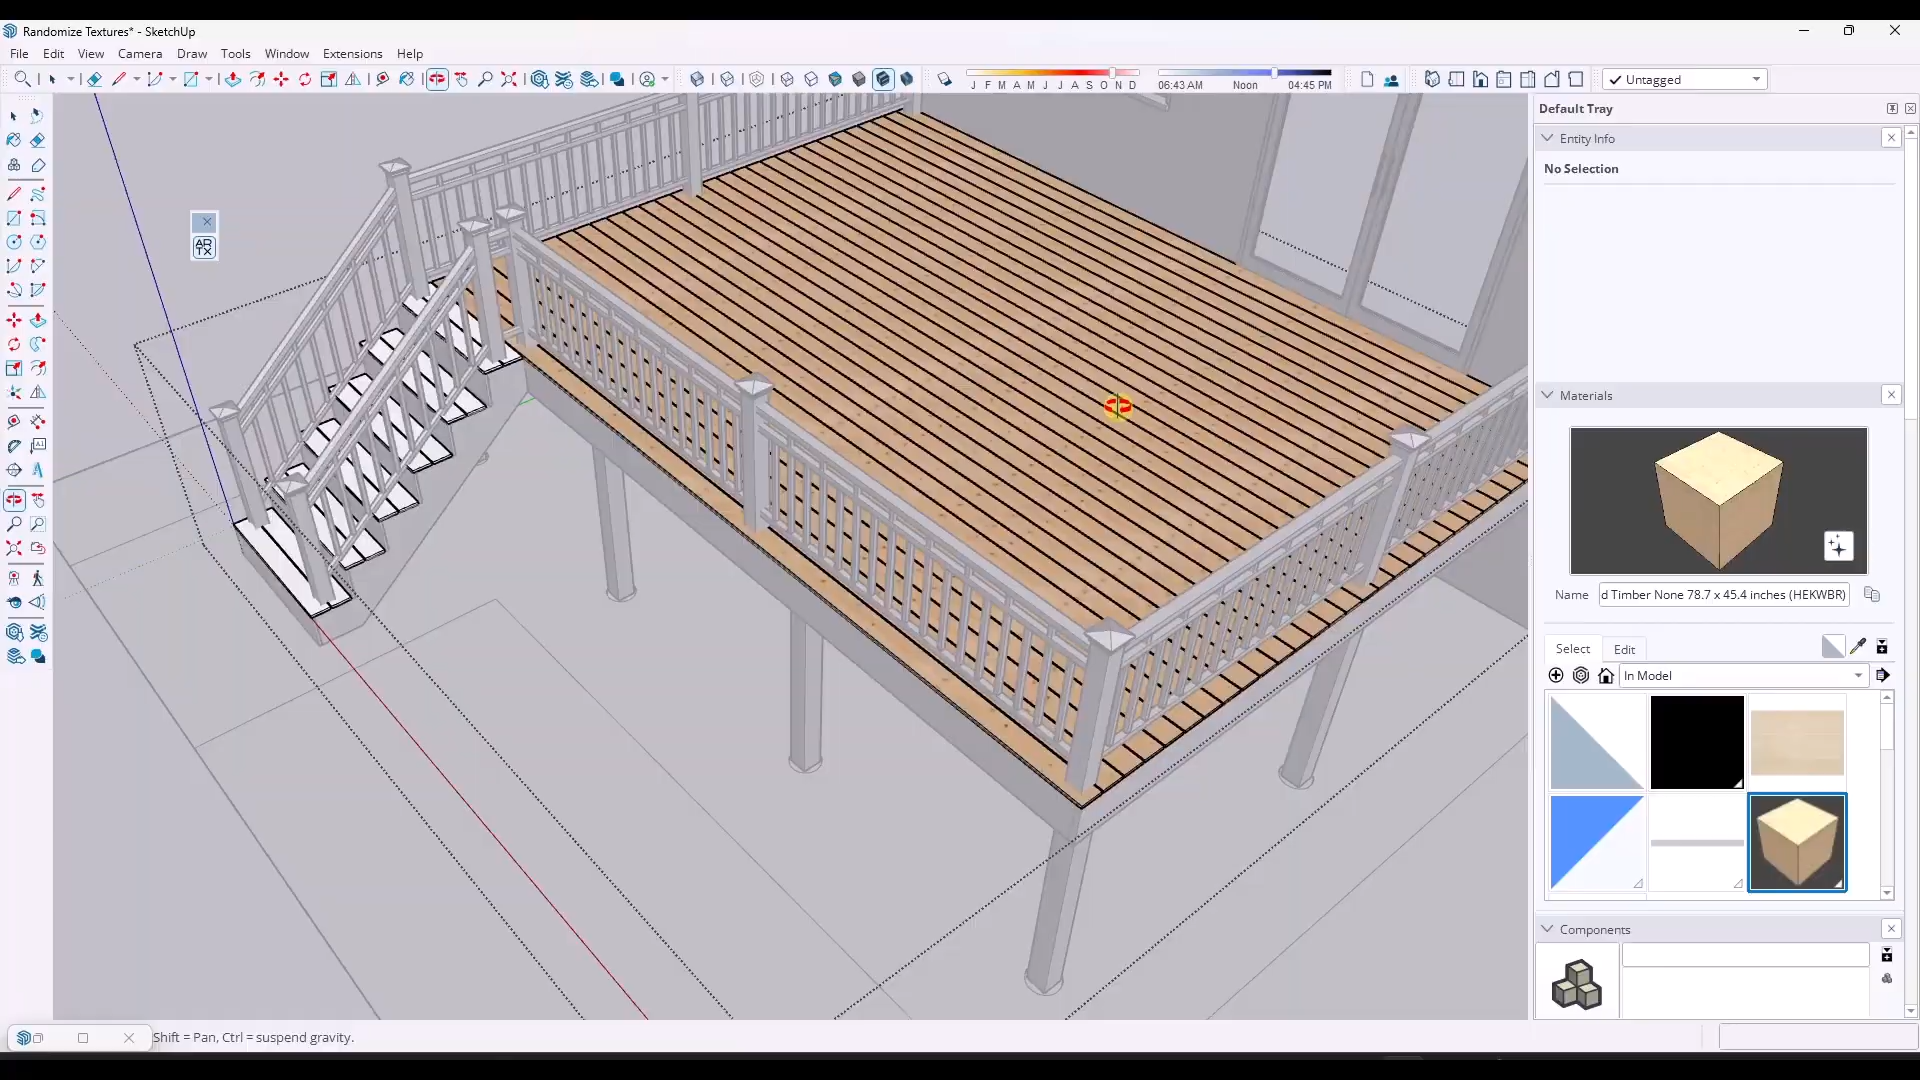 Randomize Textures* - SketchUp
File Edit View Camera Draw Tools Window Extensions Help
J F M A M J J A S O N D
06:43 AM Noon 04:45 PM
Untagged
Default Tray
AR
TX
Entity Info
No Selection
Materials
Name d Timber None 78.7 x 45.4 inches (HEKWBR)
Select Edit
In Model
Components
Shift = Pan, Ctrl = suspend gravity.